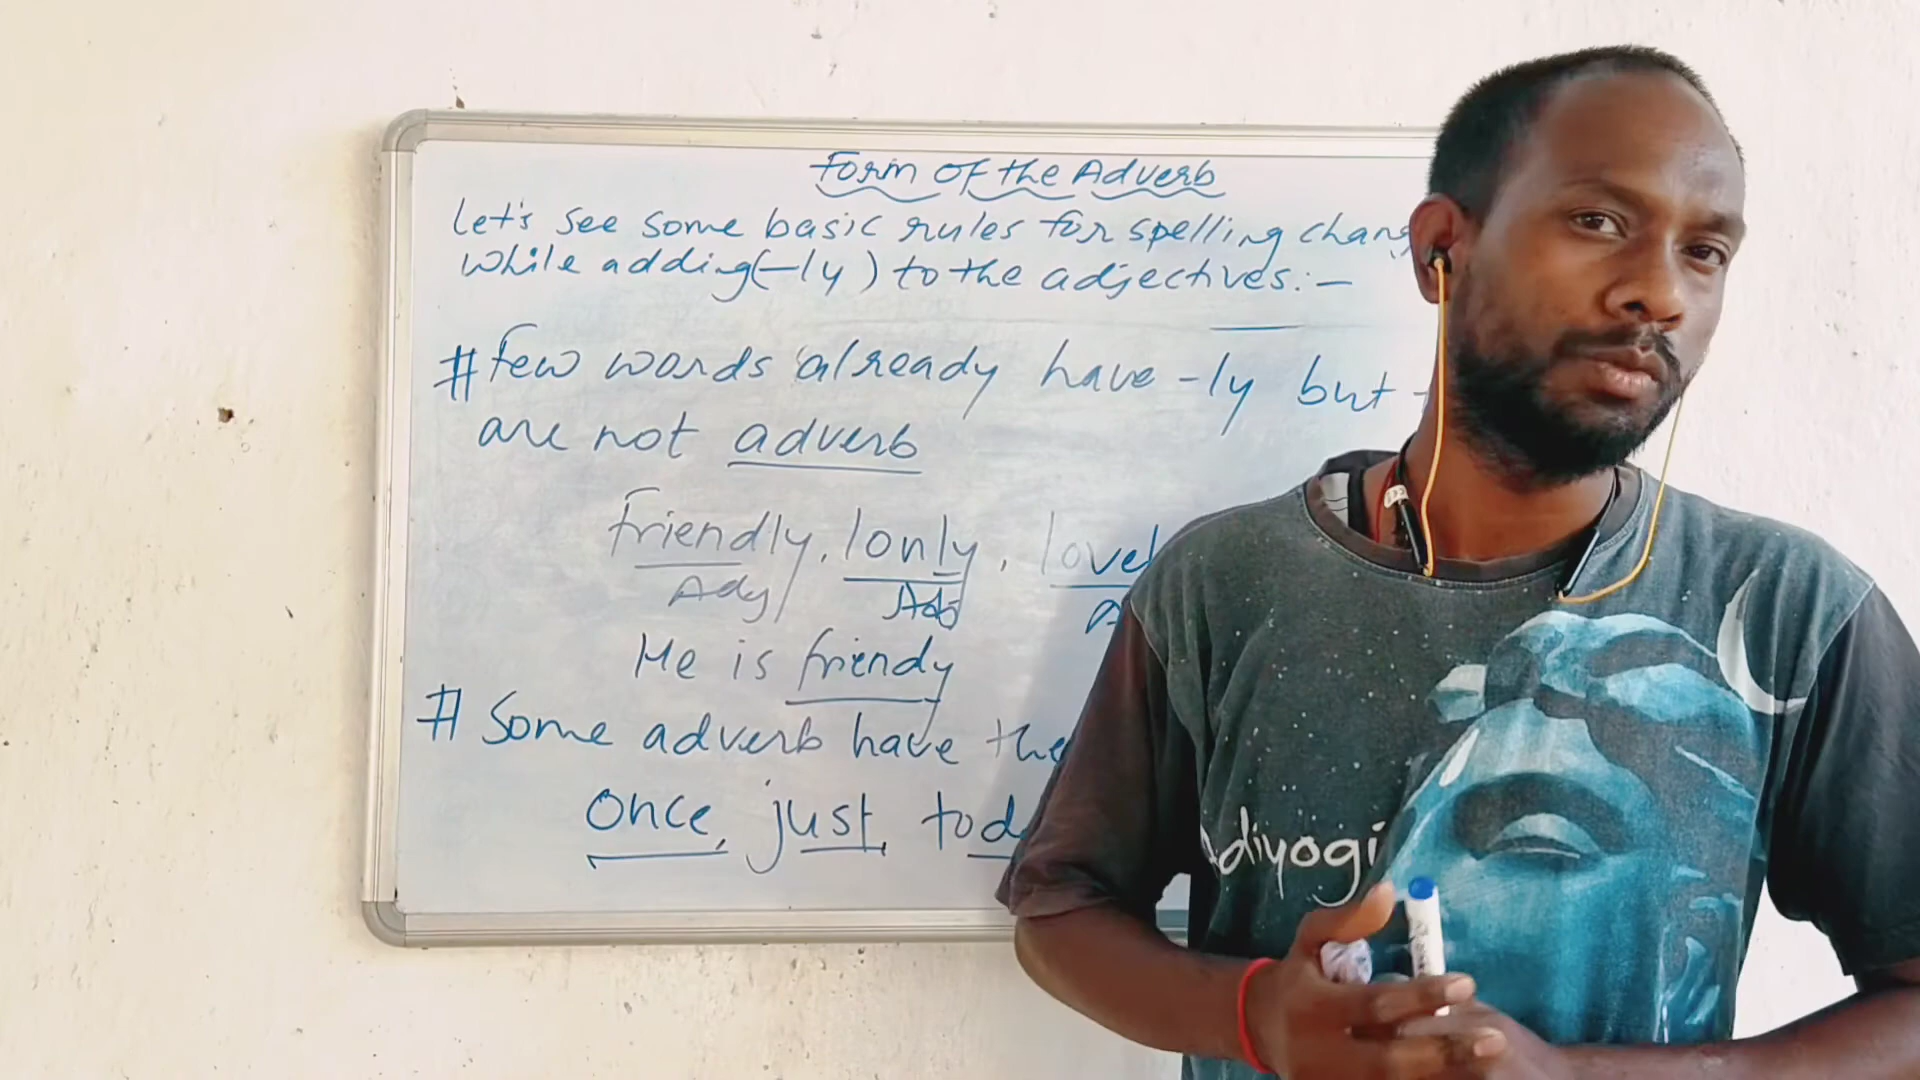 Form of the Adverb
Let's see some basic rules for spelling chang
while adding(-ly) to the adjectives:-
# Few words already have -ly but
are not adverb
friendly, lonly, lovel
Ady Adj
He is friendy
# Some adverb have the
Once, just, toda
Adiyogi